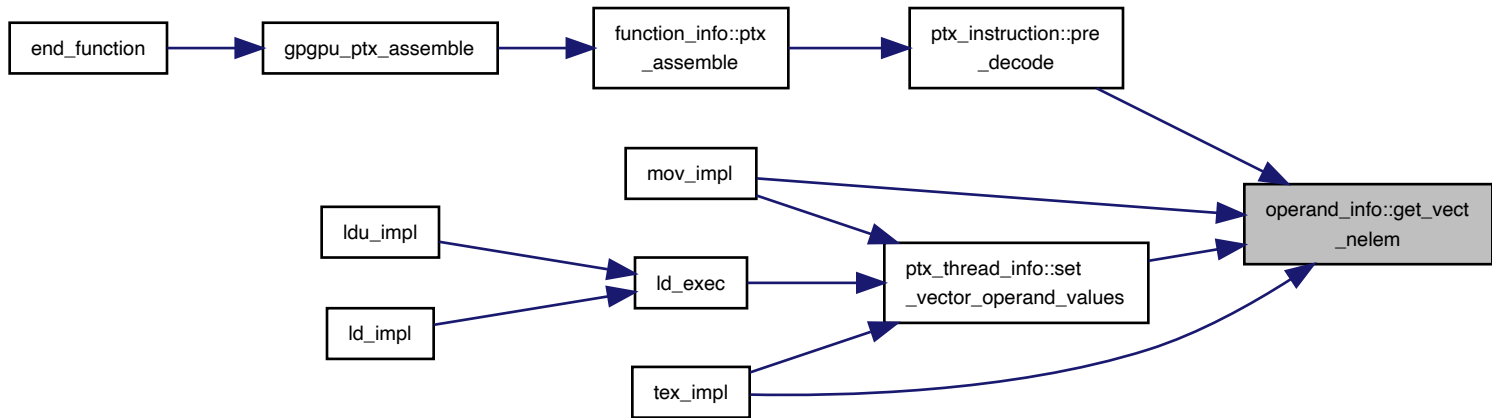 end_function
gpgpu_ptx_assemble
function_info::ptx
_assemble
ptx_instruction::pre
_decode
mov_impl
operand_info::get_vect
_nelem
ldu_impl
ld_exec
ptx_thread_info::set
_vector_operand_values
ld_impl
tex_impl